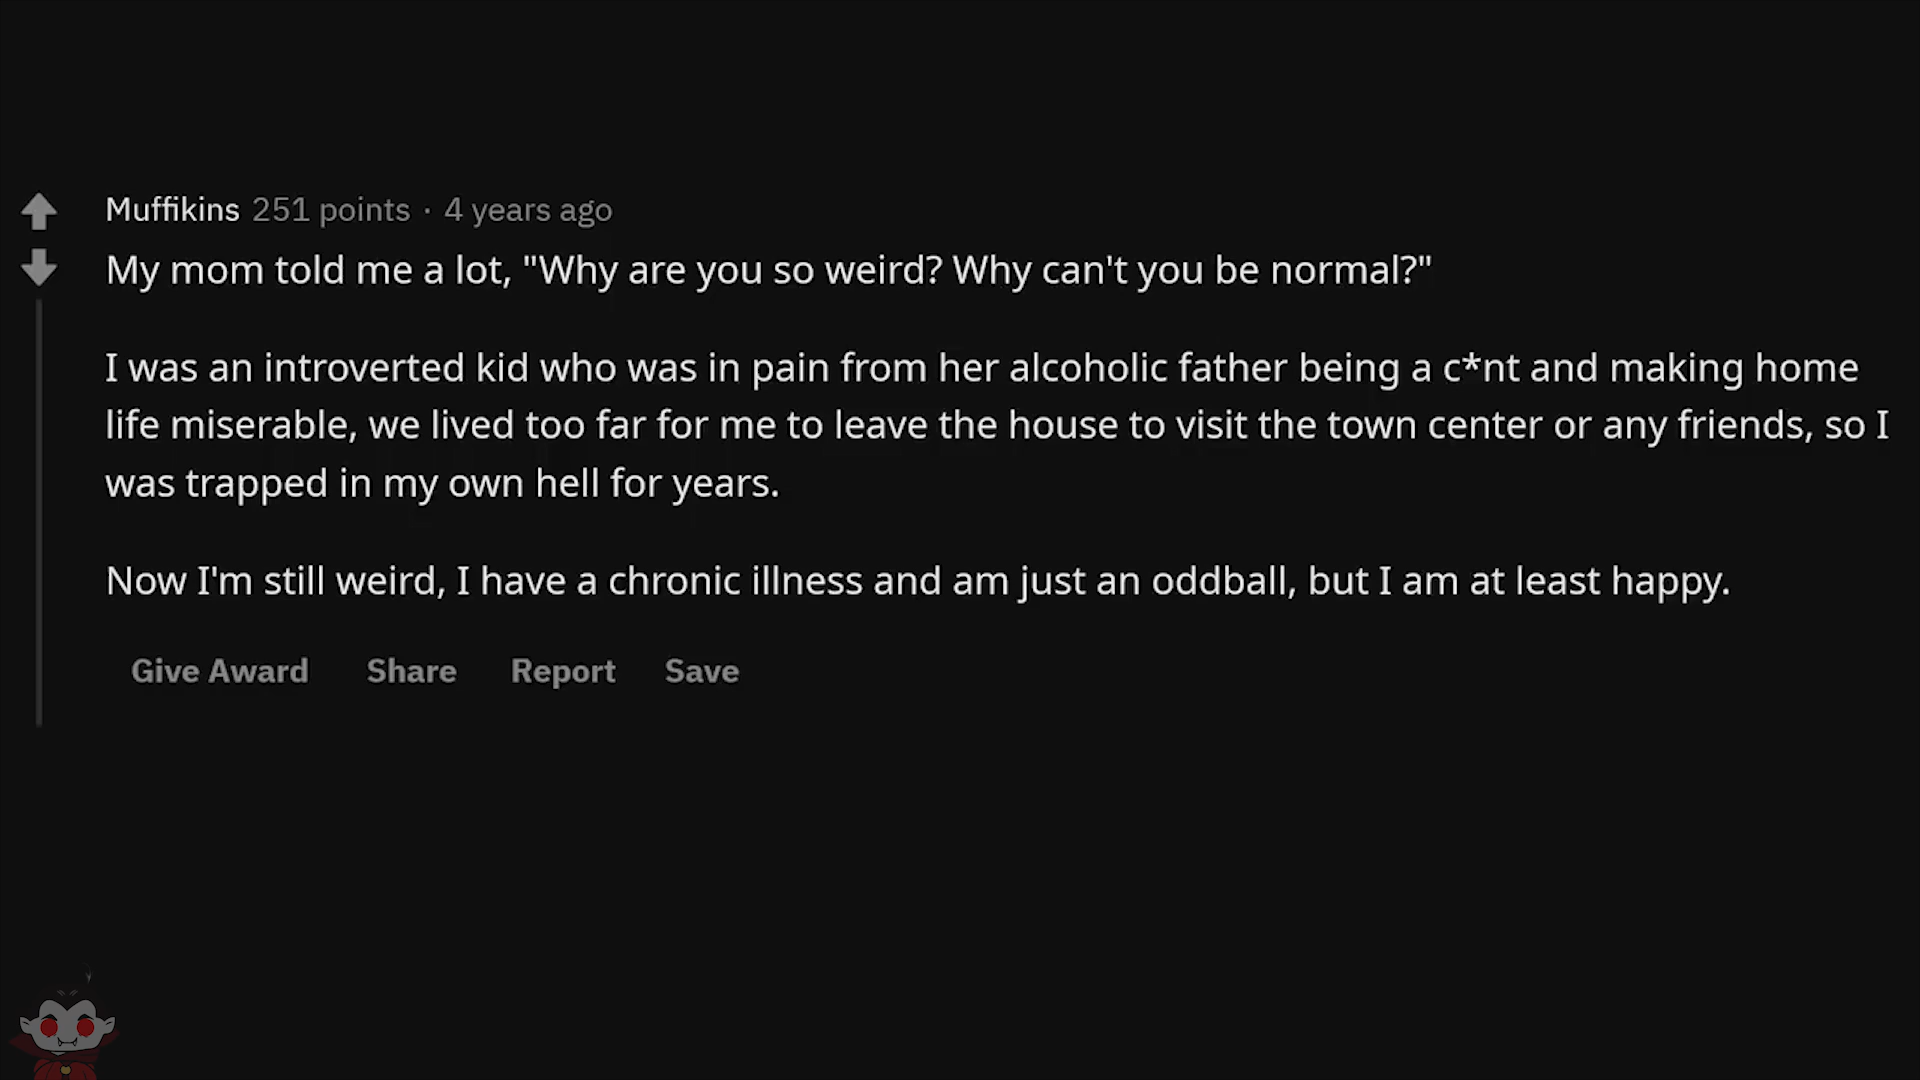 Muffikins 251 points · 4 years ago
My mom told me a lot, "Why are you so weird? Why can't you be normal?"
I was an introverted kid who was in pain from her alcoholic father being a c*nt and making home
life miserable, we lived too far for me to leave the house to visit the town center or any friends, so I
was trapped in my own hell for years.
Now I'm still weird, I have a chronic illness and am just an oddball, but I am at least happy.
Give Award Share Report Save